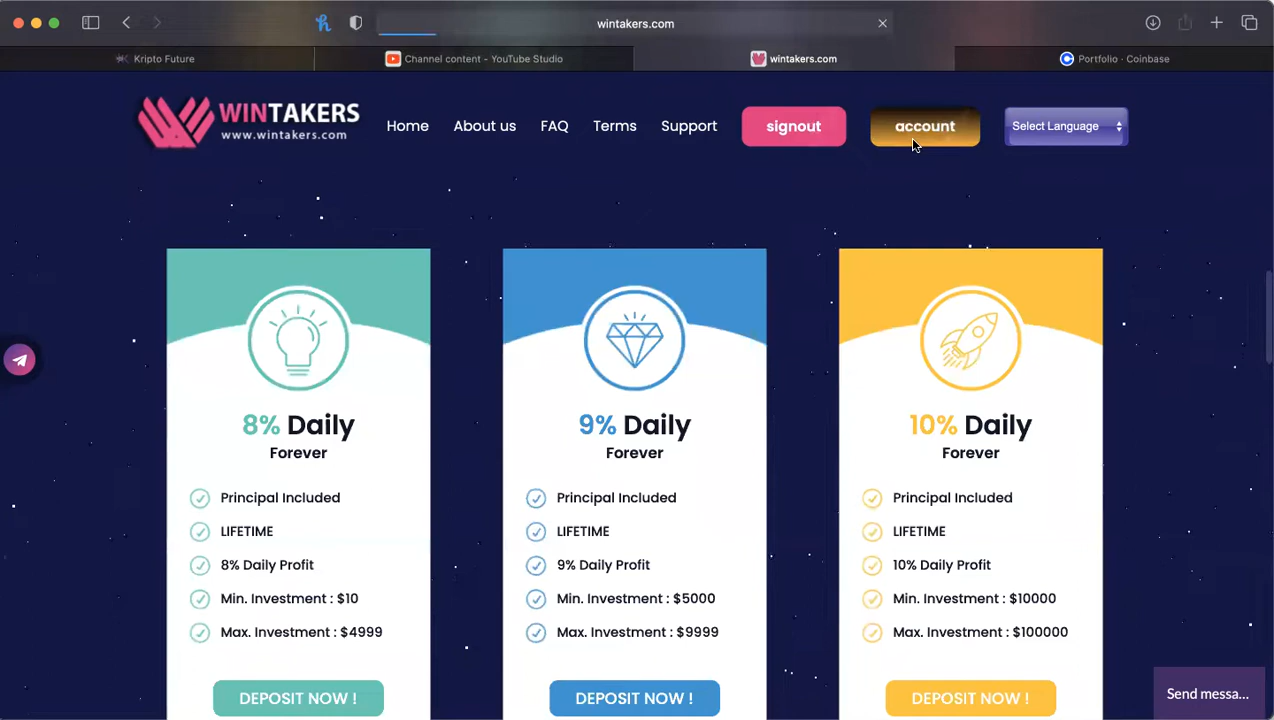 wintakers.com
Kripto Future
Channel content - YouTube Studio
wintakers.com
Portfolio - Coinbase
WINTAKERS
www.wintakers.com
Home
About us
FAQ
Terms
Support
signout
account
Select Language
8% Daily
Forever
Principal Included
LIFETIME
8% Daily Profit
Min. Investment : $10
Max. Investment : $4999
DEPOSIT NOW !
9% Daily
Forever
Principal Included
LIFETIME
9% Daily Profit
Min. Investment : $5000
Max. Investment : $9999
DEPOSIT NOW !
10% Daily
Forever
Principal Included
LIFETIME
10% Daily Profit
Min. Investment : $10000
Max. Investment : $100000
DEPOSIT NOW !
Send messa...